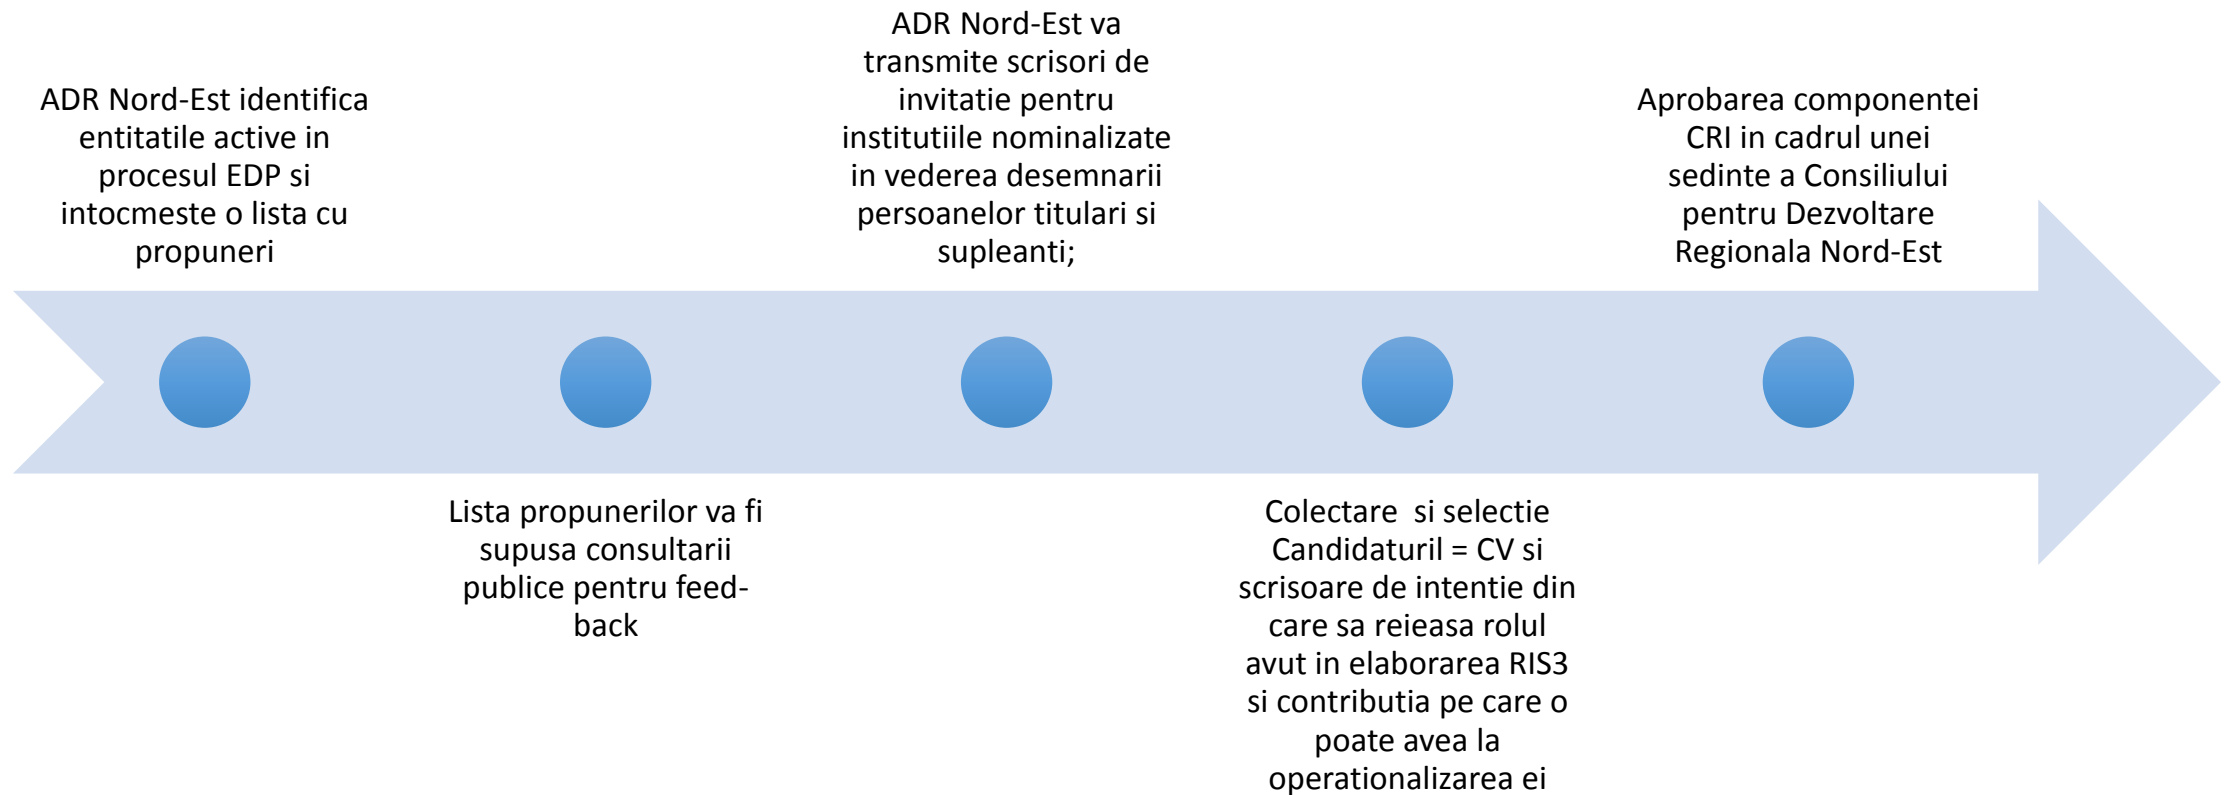 ADR Nord-Est identifica
entitatile active in
procesul EDP si
intocmeste o lista cu
propuneri
Lista propunerilor va fi
supusa consultarii
publice pentru feed-
back
ADR Nord-Est va
transmite scrisori de
invitatie pentru
institutiile nominalizate
in vederea desemnarii
persoanelor titulari si
supleanti;
Colectare  si selectie
Candidaturil = CV si
scrisoare de intentie din
care sa reieasa rolul
avut in elaborarea RIS3
si contributia pe care o
poate avea la
operationalizarea ei
Aprobarea componentei
CRI in cadrul unei
sedinte a Consiliului
pentru Dezvoltare
Regionala Nord-Est